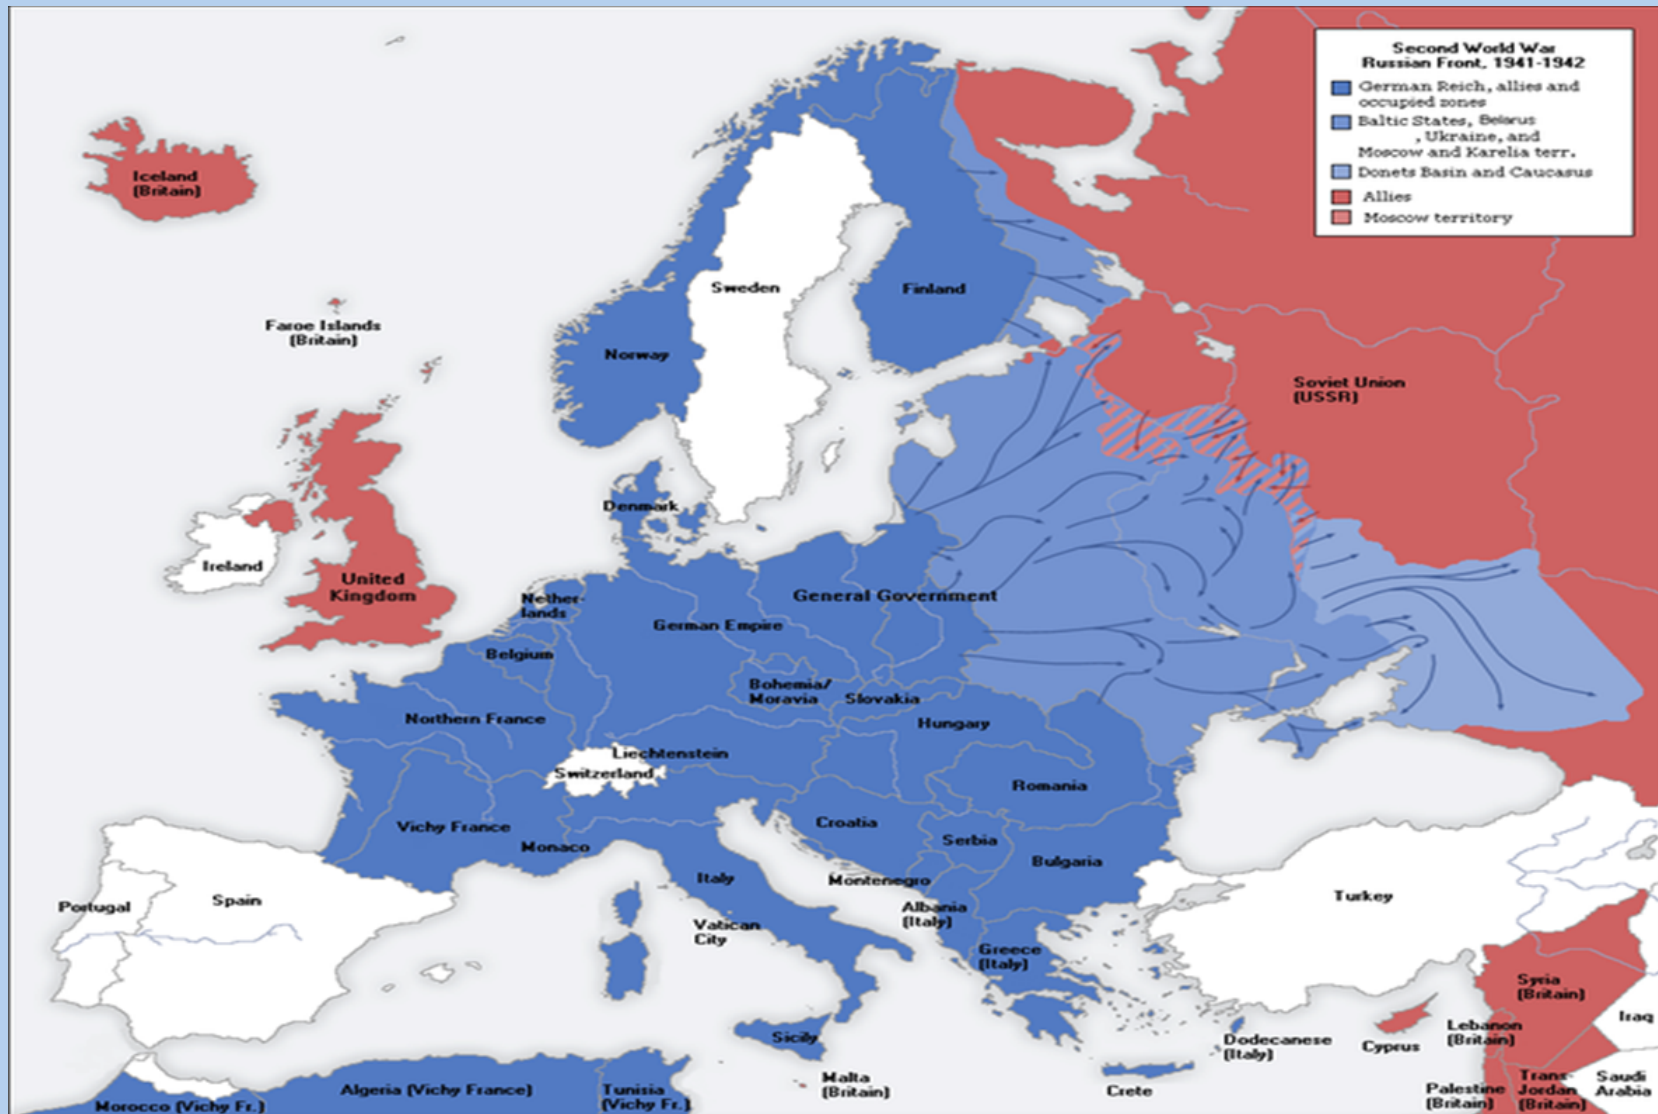 Second World War
Russian Front, 1941-1942
German Reich, allies and
occupied zones
Baltic States, Belarus
, Ukraine, and
Moscow and Karelia terr.
Donets Basin and Caucasus
Allies
Moscow territory
Iceland
(Britain)
Faroe Islands
(Britain)
Sweden
Finland
Norway
Soviet Union
(USSR)
Denmark
Ireland
United
Kingdom
Nether-
lands
General Government
German Empire
Belgium
Bohemia/
Moravia
Slovakia
Northern France
Hungary
Liechtenstein
Switzerland
Romania
Vichy France
Monaco
Croatia
Serbia
Bulgaria
Italy
Montenegro
Portugal
Spain
Turkey
Albania
(Italy)
Vatican
City
Greece
(Italy)
Syria
(Britain)
Iraq
Sicily
Dodecanese
(Italy)
Cyprus
Lebanon
(Britain)
Malta
(Britain)
Crete
Algeria (Vichy France)
Tunisia
(Vichy Fr.)
Morocco (Vichy Fr.)
Palestine
(Britain)
Trans-
Jordan
(Britain)
Saudi
Arabia